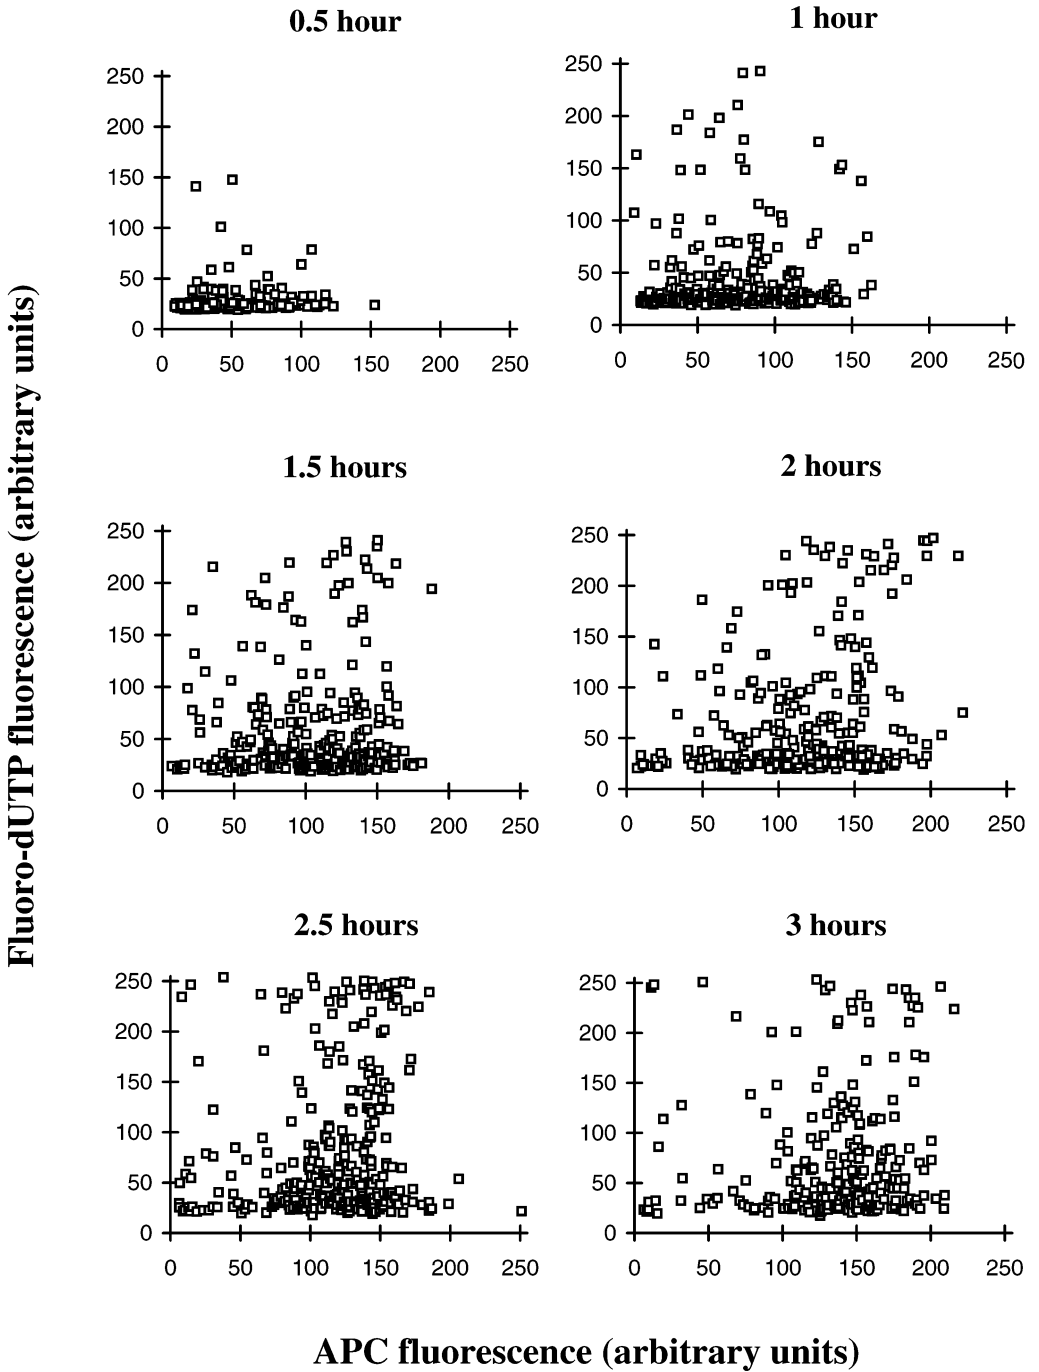 Fluoro-dUTP fluorescence (arbitrary units)
0.5 hour
250
200
150
100
50
0
0 50 100 150 200 250
1 hour
250
200
150
100
50
0
0 50 100 150 200 250
1.5 hours
250
200
150
100
50
0
0 50 100 150 200 250
2 hours
250
200
150
100
50
0
0 50 100 150 200 250
2.5 hours
250
200
150
100
50
0
0 50 100 150 200 250
3 hours
250
200
150
100
50
0
0 50 100 150 200 250
APC fluorescence (arbitrary units)